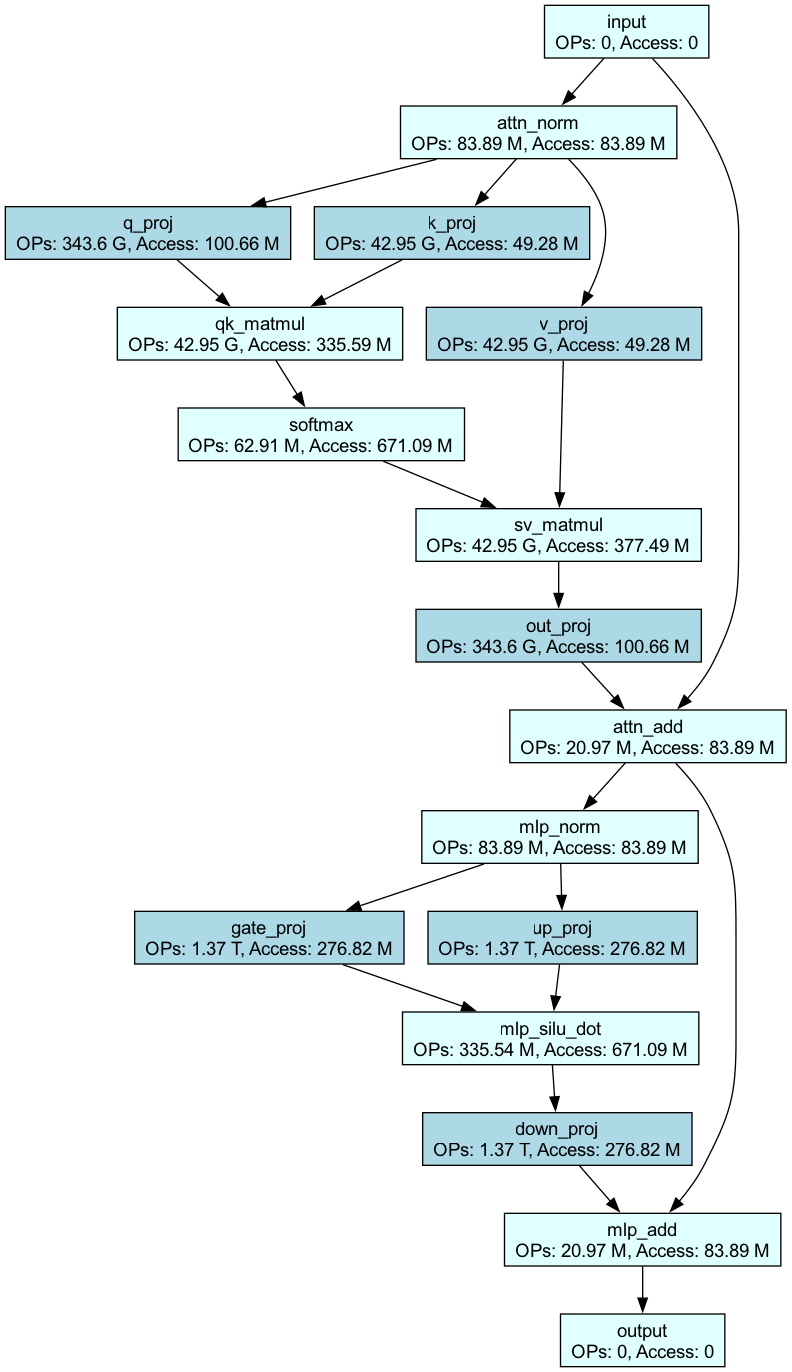 input
OPs: 0, Access: 0
attn_norm
OPs: 83.89 M, Access: 83.89 M
q_proj
OPs: 343.6 G, Access: 100.66 M
k_proj
OPs: 42.95 G, Access: 49.28 M
qk_matmul
OPs: 42.95 G, Access: 335.59 M
v_proj
OPs: 42.95 G, Access: 49.28 M
softmax
OPs: 62.91 M, Access: 671.09 M
sv_matmul
OPs: 42.95 G, Access: 377.49 M
out_proj
OPs: 343.6 G, Access: 100.66 M
attn_add
OPs: 20.97 M, Access: 83.89 M
mlp_norm
OPs: 83.89 M, Access: 83.89 M
gate_proj
OPs: 1.37 T, Access: 276.82 M
up_proj
OPs: 1.37 T, Access: 276.82 M
mlp_silu_dot
OPs: 335.54 M, Access: 671.09 M
down_proj
OPs: 1.37 T, Access: 276.82 M
mlp_add
OPs: 20.97 M, Access: 83.89 M
output
OPs: 0, Access: 0